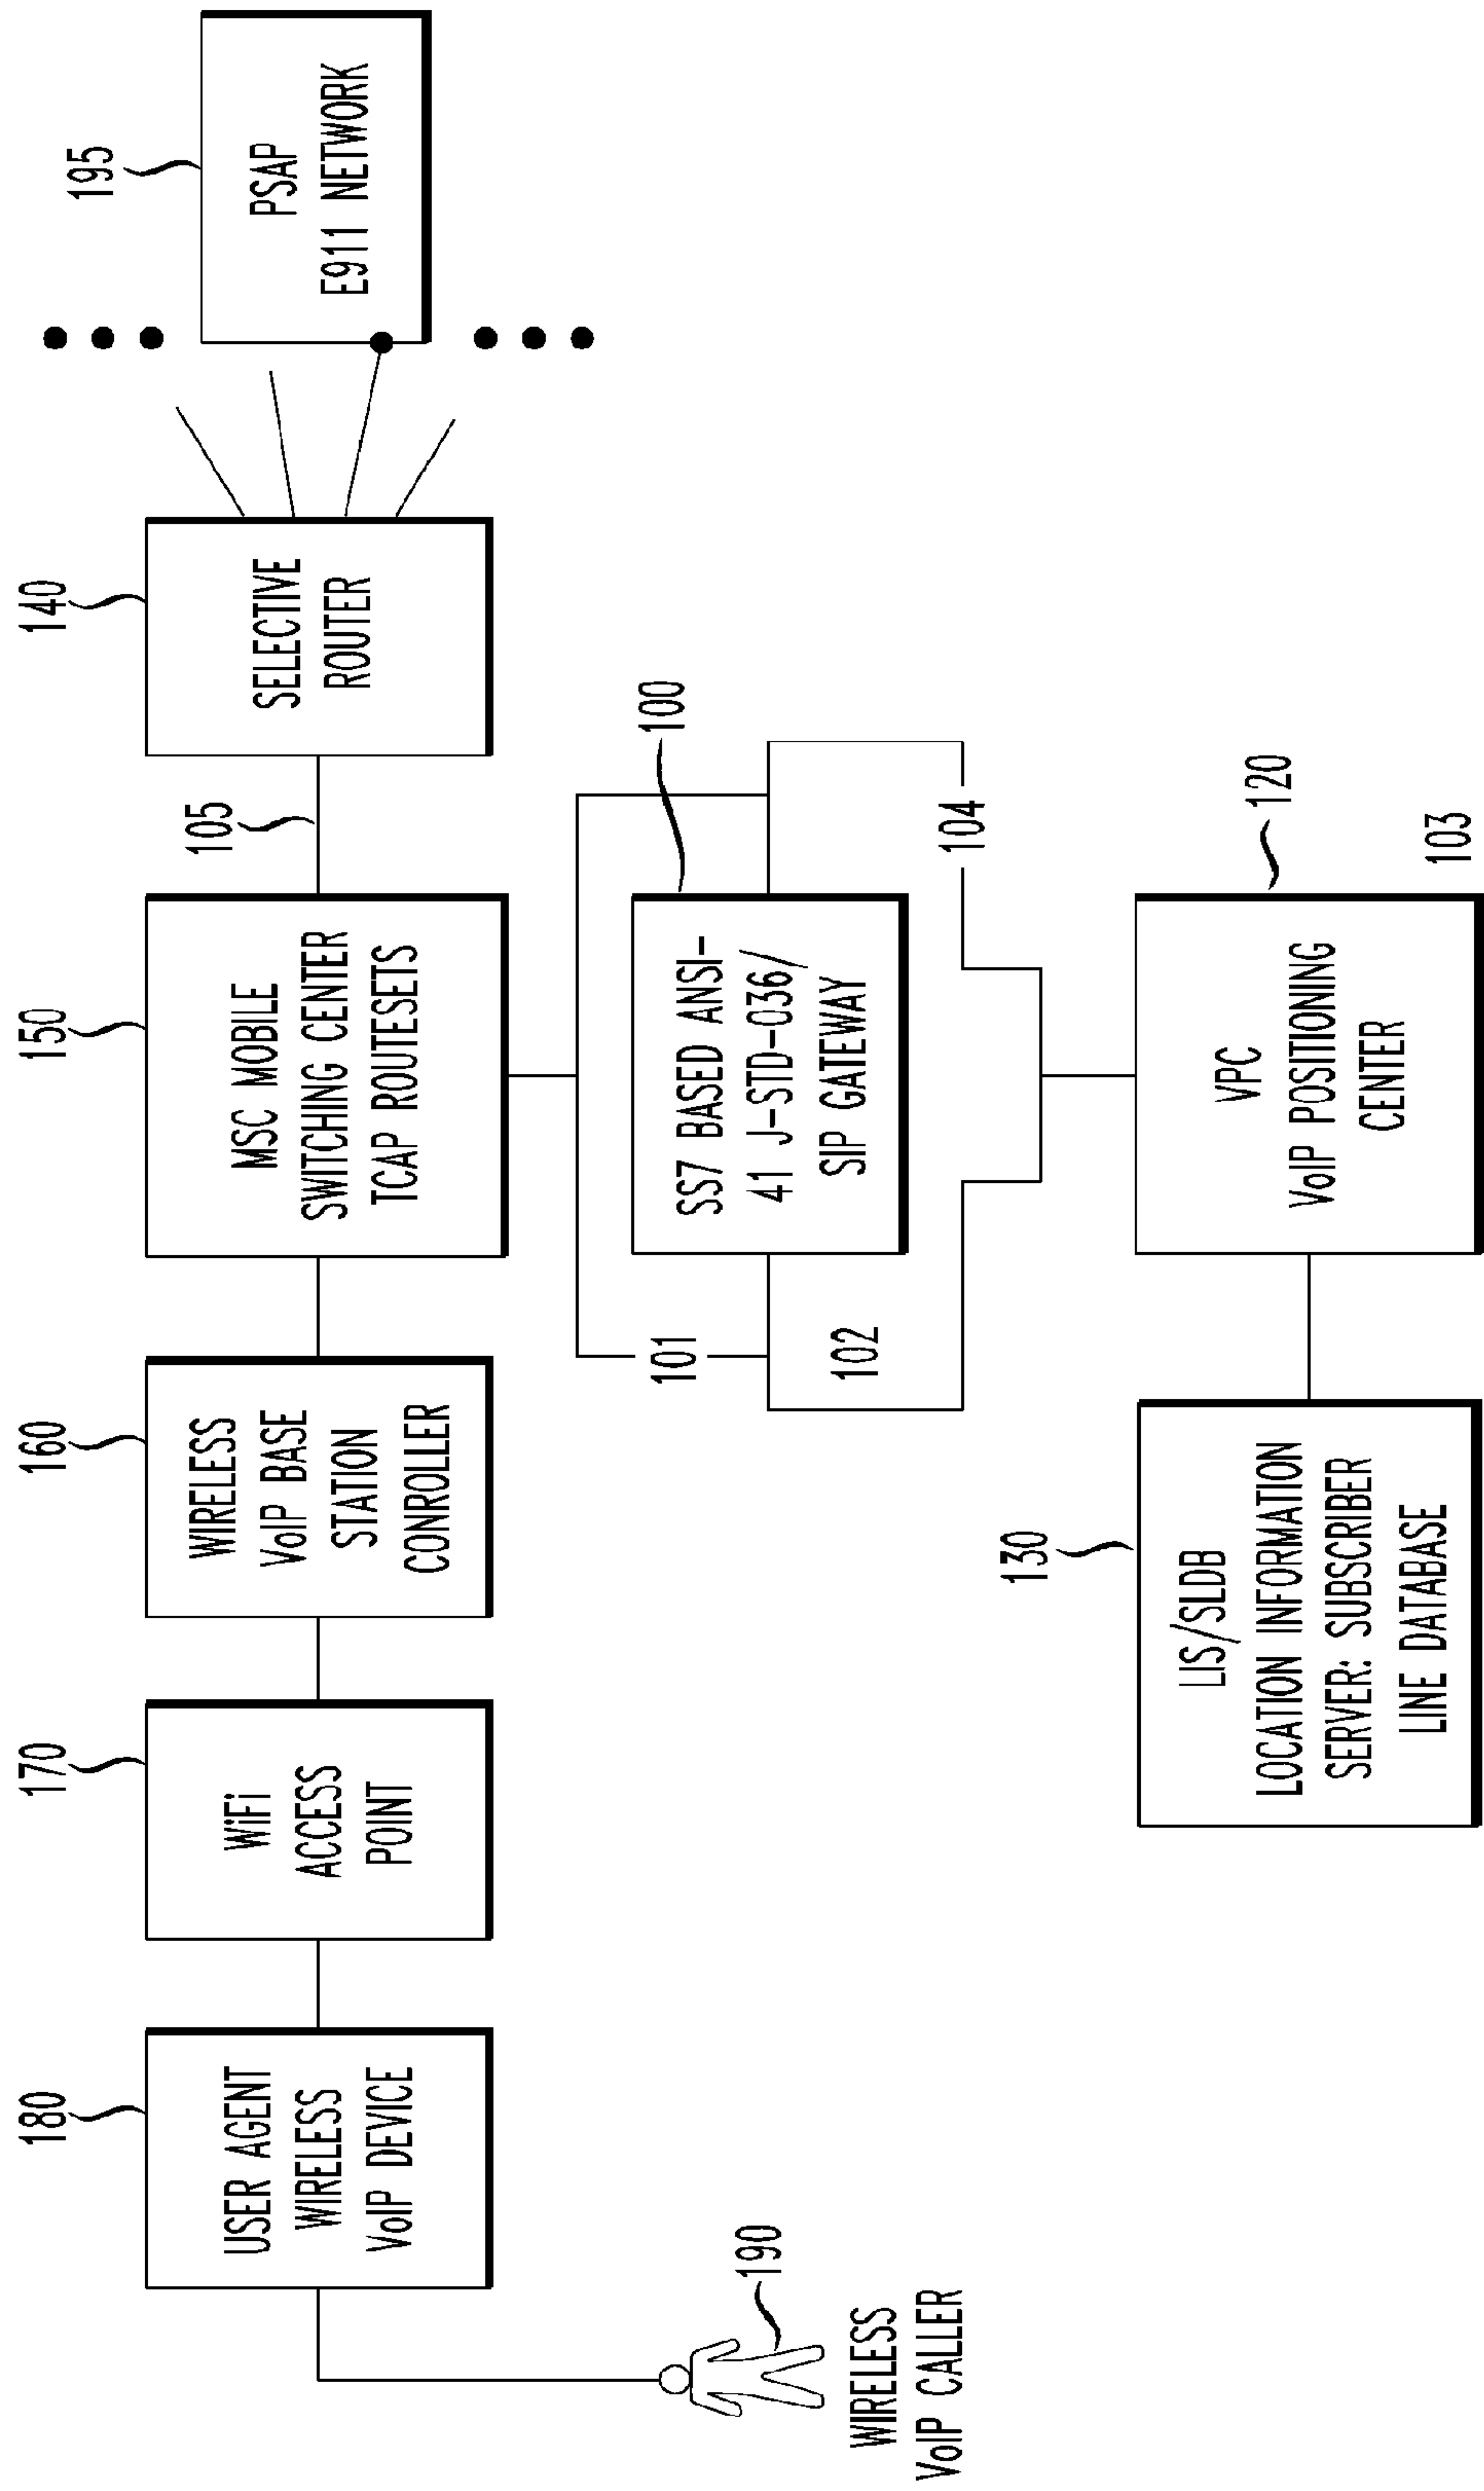 180
USER AGENT
WIRELESS
VoIP DEVICE
170
WiFi
ACCESS
POINT
160
WIRELESS
VoIP BASE
STATION
CONROLLER
150
MSC MOBILE
SWITCHING CENTER
TCAP ROUTESETS
105
140
SELECTIVE
ROUTER
195
PSAP
E911 NETWORK
190
WIRELESS
VoIP CALLER
101
102
100
SS7 BASED ANSI-
41 J-STD-036/
SIP GATEWAY
104
130
LIS/SLDB
LOCATION INFORMATION
SERVER: SUBSCRIBER
LINE DATABASE
120
VPC
VoIP POSITIONING
CENTER
103